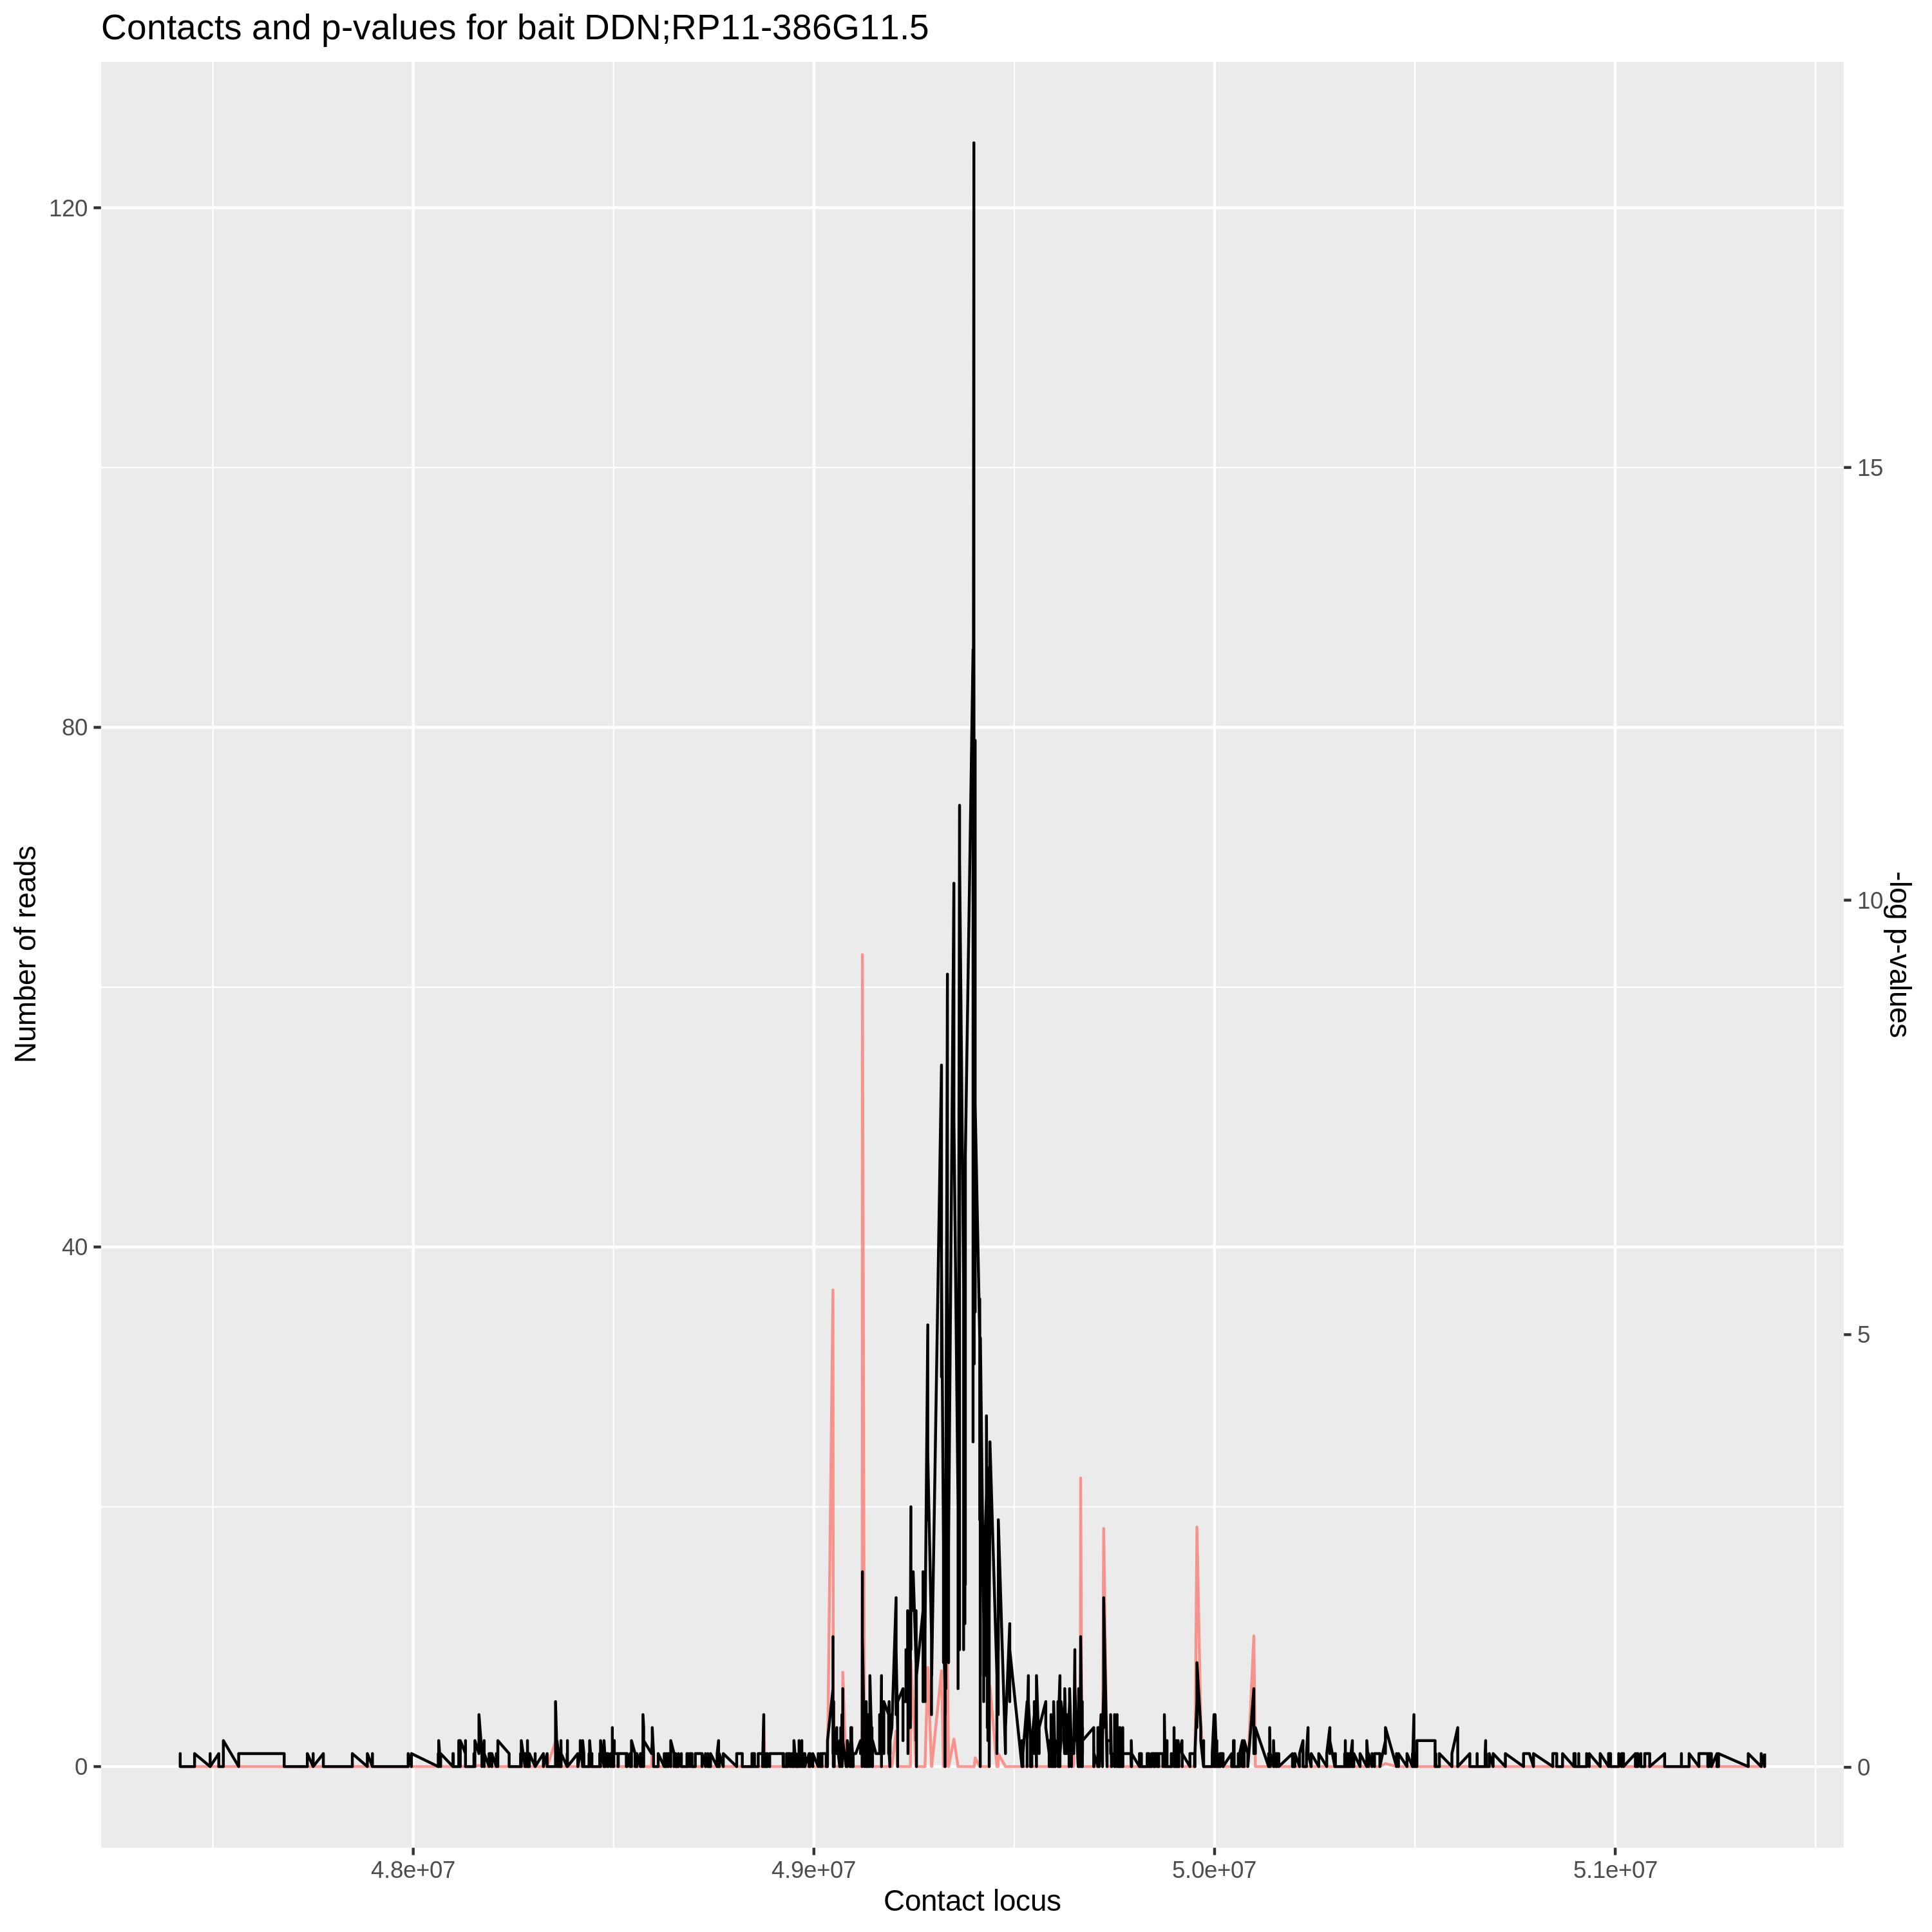 Contacts and p-values for bait DDN;RP11-386G11.5
120
80
40
0
Number of reads
15
10
5
0
-log p-values
4.8e+07
4.9e+07
5.0e+07
5.1e+07
Contact locus